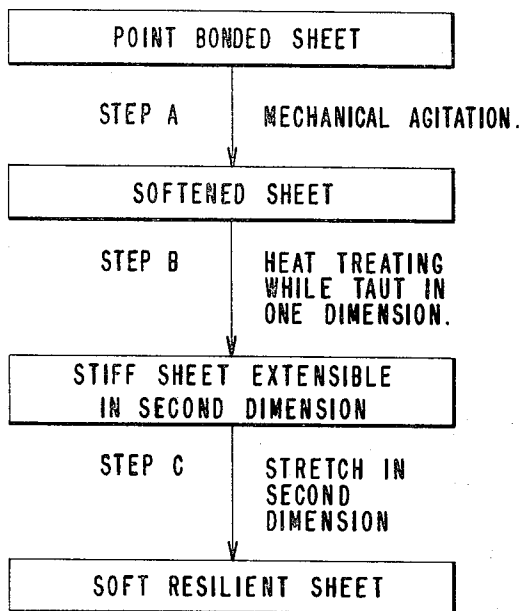 POINT BONDED SHEET
STEP A
MECHANICAL AGITATION.
SOFTENED SHEET
STEP B
HEAT TREATING
WHILE TAUT IN
ONE DIMENSION.
STIFF SHEET EXTENSIBLE
IN SECOND DIMENSION
STEP C
STRETCH IN
SECOND
DIMENSION
SOFT RESILIENT SHEET